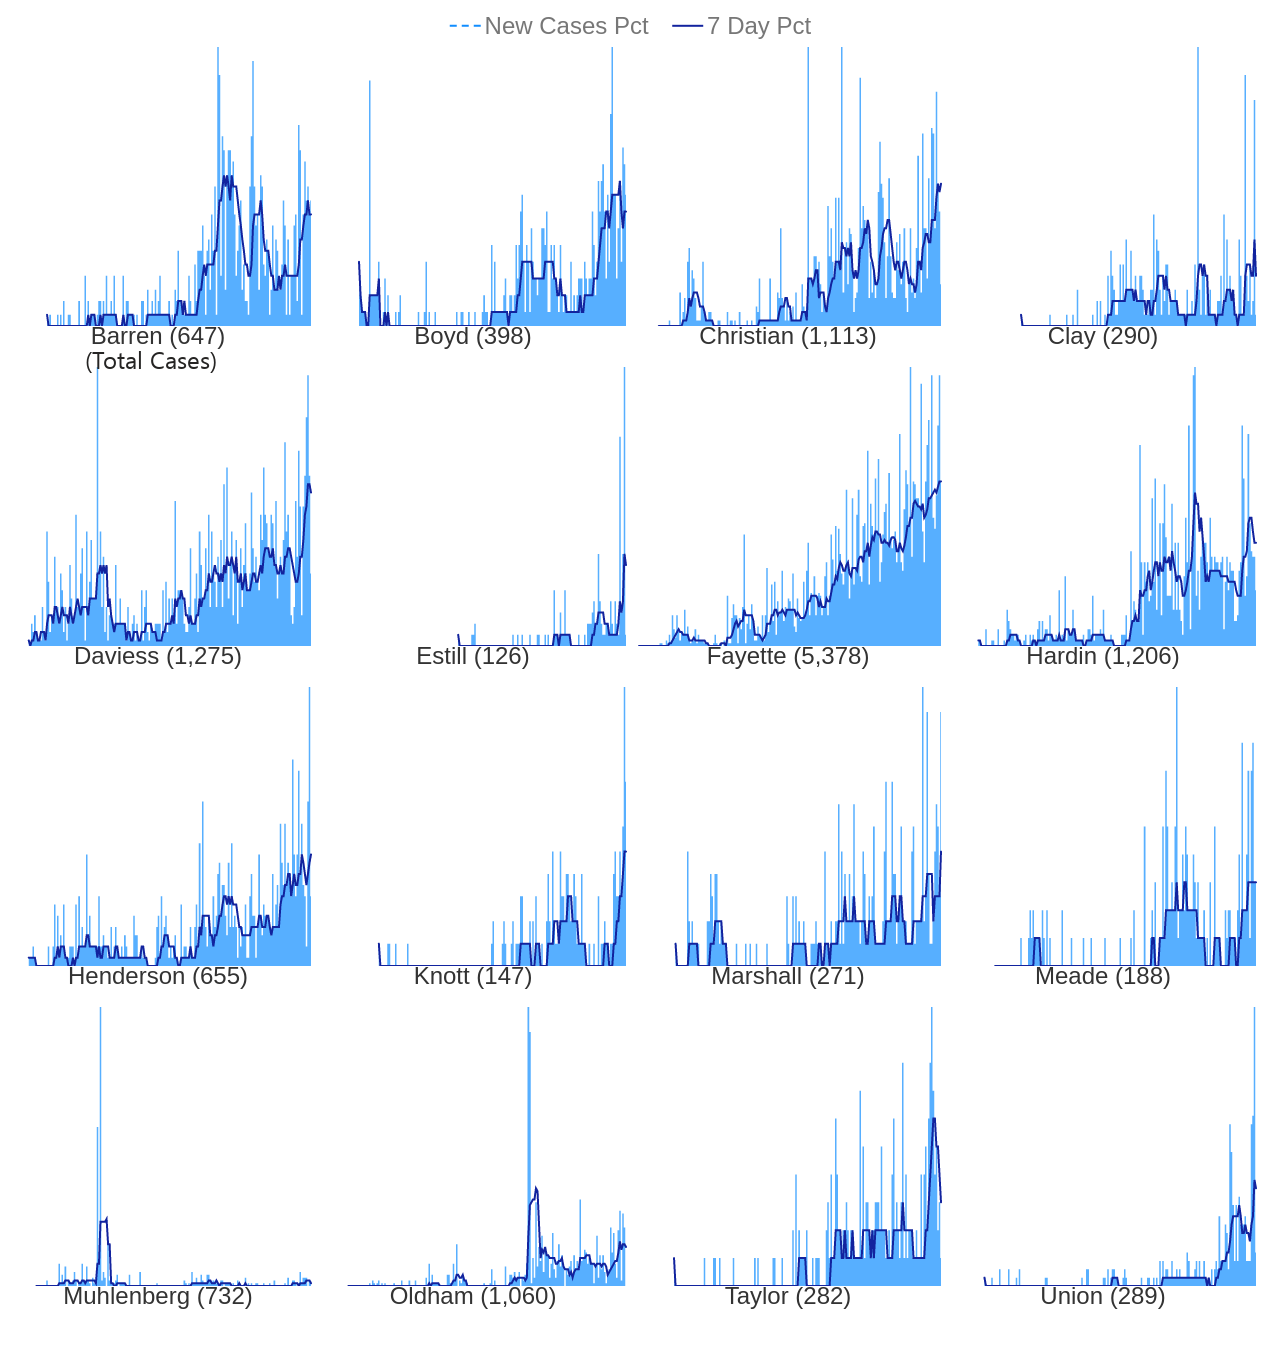 New Cases Pct 7 Day Pct
Barren (647) Boyd (398) Christian (1,113) Clay (290)
(Total Cases)
Daviess (1,275) Estill (126) Fayette (5,378) Hardin (1,206)
Henderson (655) Knott (147) Marshall (271) Meade (188)
Muhlenberg (732) Oldham (1,060) Taylor (282) Union (289)